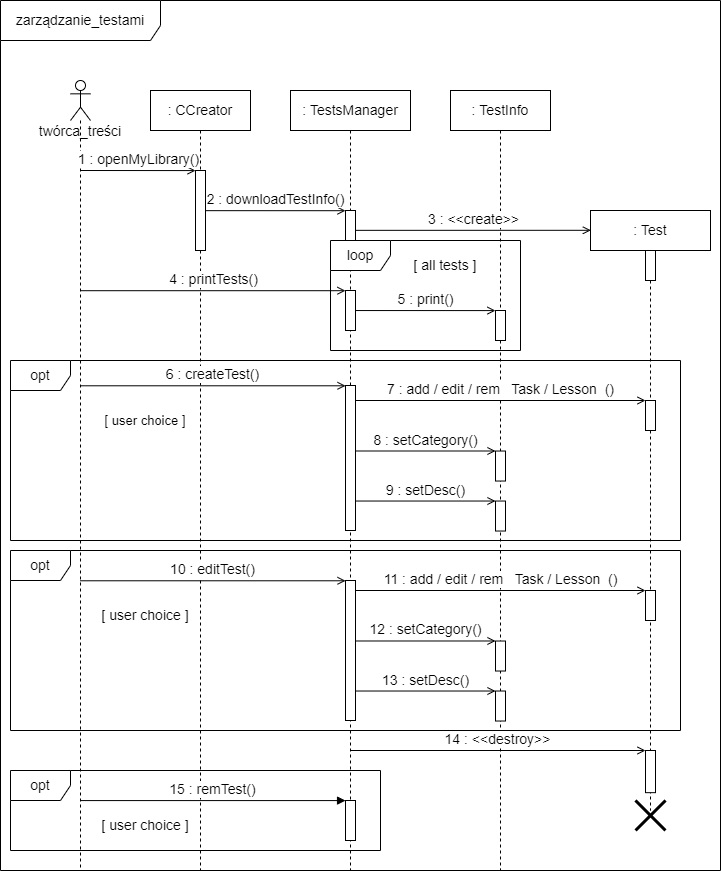 zarządzanie_testami
twórca_treści
: CCreator
: TestsManager
: TestInfo
1 : openMyLibrary()
2 : downloadTestInfo()
3 : <<create>>
: Test
loop
[ all tests ]
4 : printTests()
5 : print()
opt
6 : createTest()
7 : add / edit / rem   Task / Lesson  ()
[ user choice ]
8 : setCategory()
9 : setDesc()
opt
10 : editTest()
11 : add / edit / rem   Task / Lesson  ()
[ user choice ]
12 : setCategory()
13 : setDesc()
14 : <<destroy>>
opt
15 : remTest()
[ user choice ]